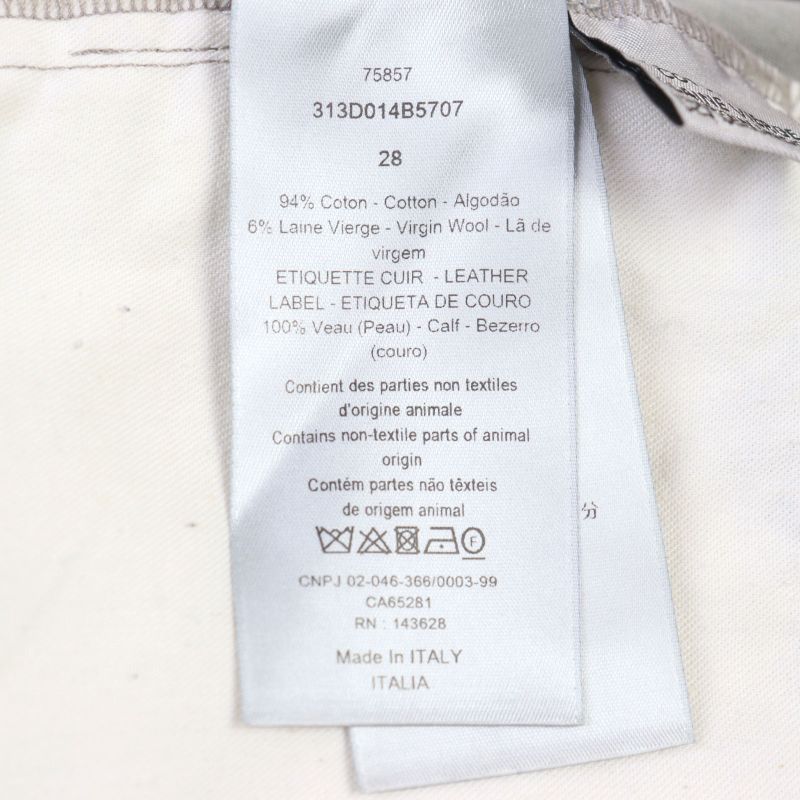 75857
313D014B5707
28
94% Coton - Cotton - Algodão
6% Laine Vierge - Virgin Wool - Lã de
virgem
ETIQUETTE CUIR - LEATHER
LABEL - ETIQUETA DE COURO
100% Veau (Peau) - Calf - Bezerro
(couro)
Contient des parties non textiles
d'origine animale
Contains non-textile parts of animal
origin
Contém partes não têxteis
de origem animal
F
CNPJ 02-046-366/0003-99
CA65281
RN : 143628
Made In ITALY
ITALIA
分